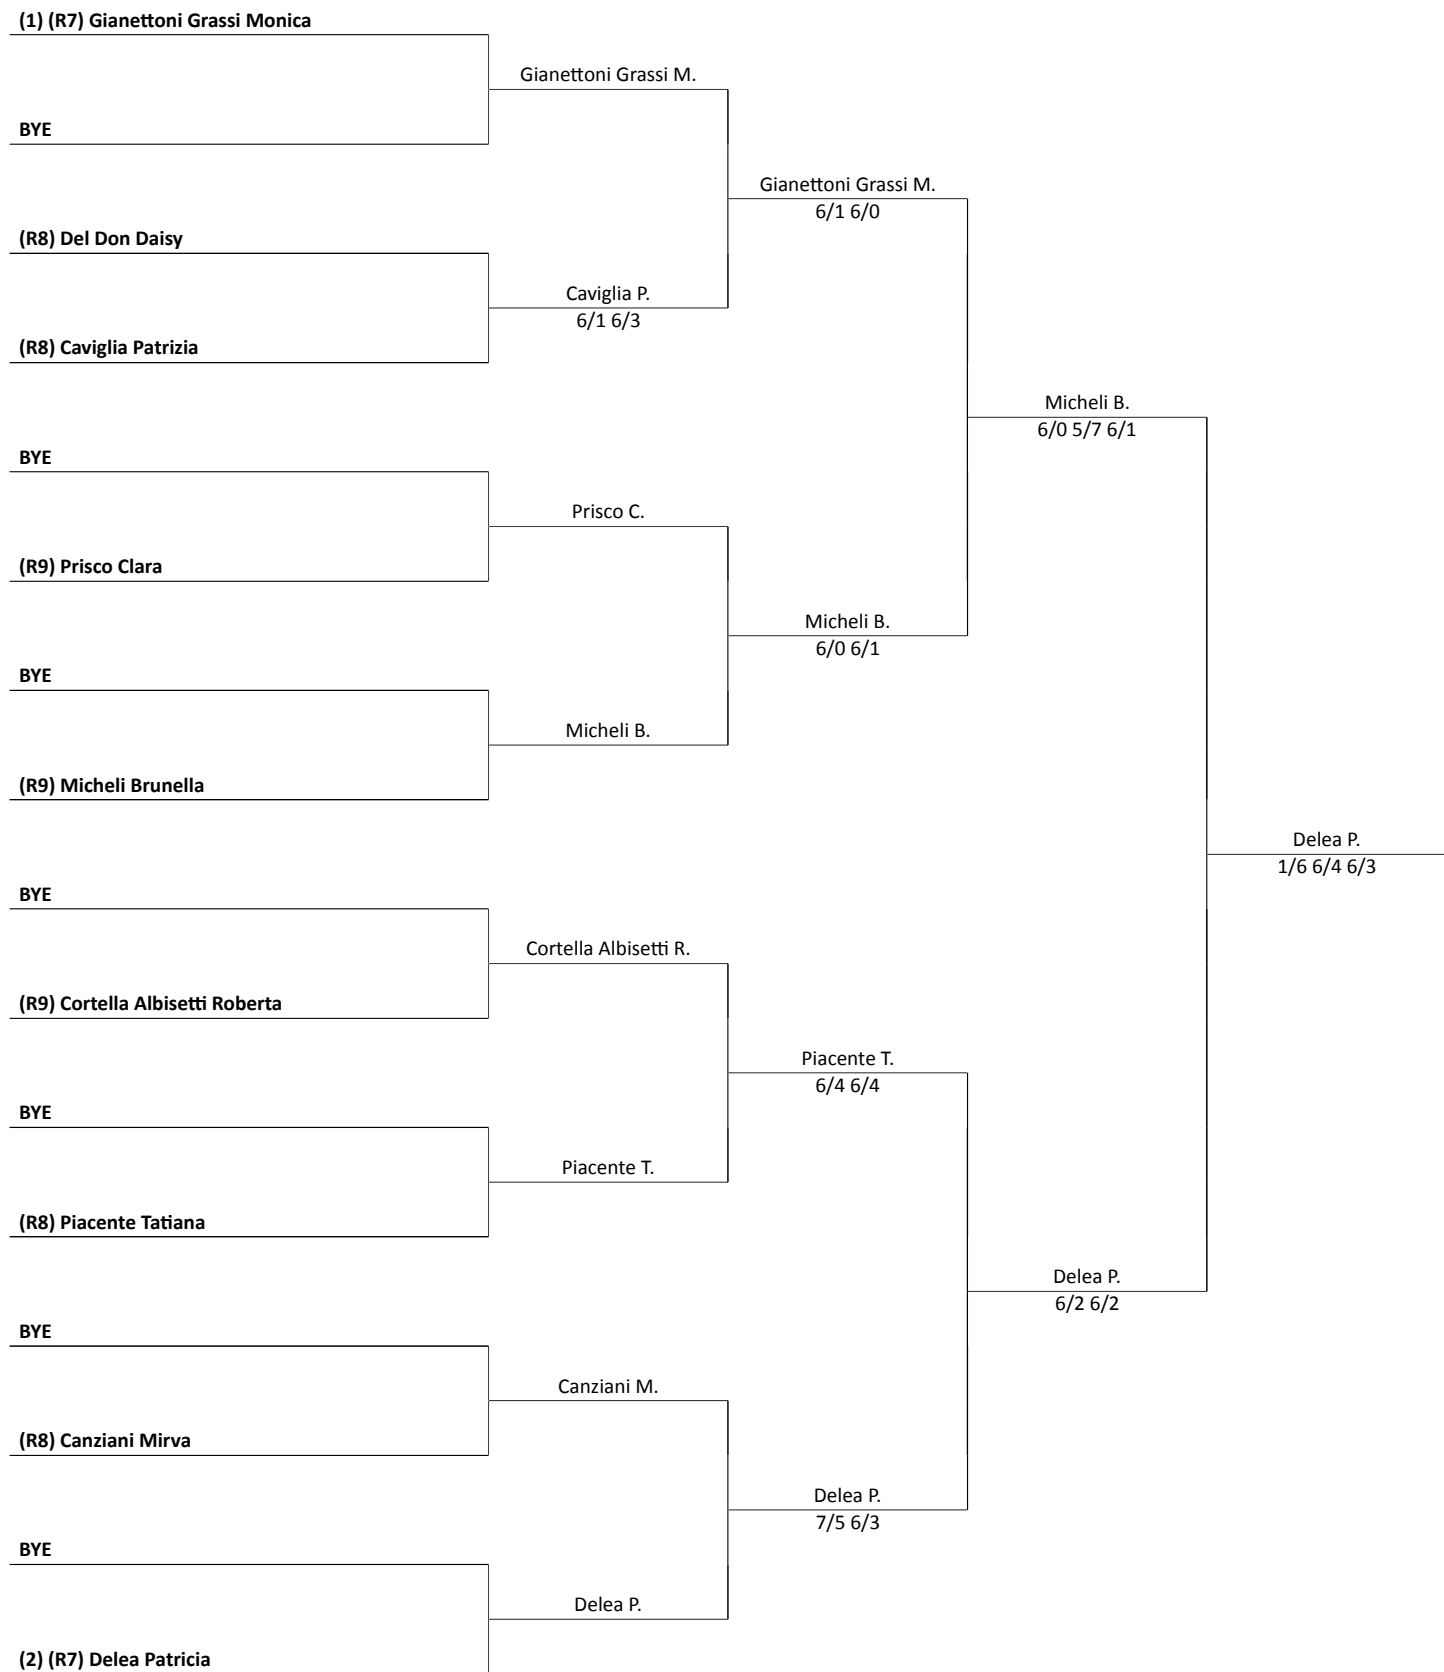 (1) (R7) Gianettoni Grassi Monica
Gianettoni Grassi M.
BYE
Gianettoni Grassi M.
6/1 6/0
(R8) Del Don Daisy
Caviglia P.
6/1 6/3
(R8) Caviglia Patrizia
Micheli B.
6/0 5/7 6/1
BYE
Prisco C.
(R9) Prisco Clara
Micheli B.
6/0 6/1
BYE
Micheli B.
(R9) Micheli Brunella
Delea P.
1/6 6/4 6/3
BYE
Cortella Albisetti R.
(R9) Cortella Albisetti Roberta
Piacente T.
6/4 6/4
BYE
Piacente T.
(R8) Piacente Tatiana
Delea P.
6/2 6/2
BYE
Canziani M.
(R8) Canziani Mirva
Delea P.
7/5 6/3
BYE
Delea P.
(2) (R7) Delea Patricia